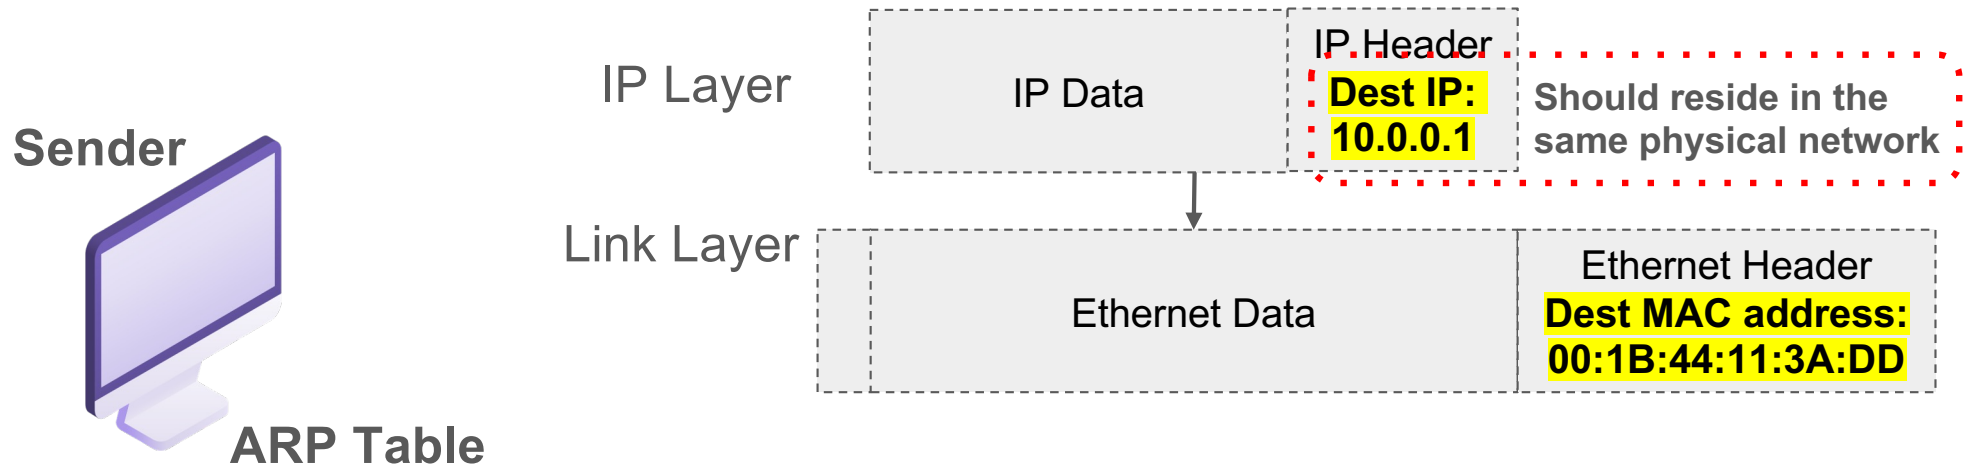 IP Layer
IP Data
IP Header
Dest IP:
10.0.0.1
Should reside in the
same physical network
Sender
Link Layer
Ethernet Data
Ethernet Header
Dest MAC address:
00:1B:44:11:3A:DD
ARP Table